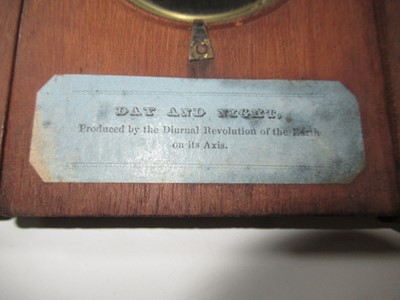 DAY AND NIGHT,
Produced by the Diurnal Revolution of the Earth
on its Axis.